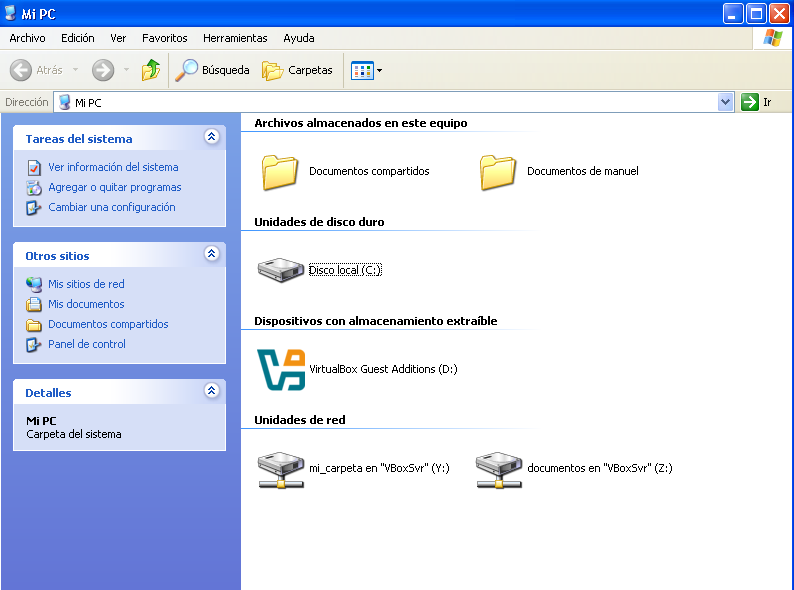 Mi PC
Archivo Edición Ver Favoritos Herramientas Ayuda
Atrás Búsqueda Carpetas
Dirección Mi PC Ir
Tareas del sistema
Ver información del sistema
Agregar o quitar programas
Cambiar una configuración
Otros sitios
Mis sitios de red
Mis documentos
Documentos compartidos
Panel de control
Detalles
Mi PC
Carpeta del sistema
Archivos almacenados en este equipo
Documentos compartidos Documentos de manuel
Unidades de disco duro
Disco local (C:)
Dispositivos con almacenamiento extraíble
VirtualBox Guest Additions (D:)
Unidades de red
mi_carpeta en "VBoxSvr" (Y:) documentos en "VBoxSvr" (Z:)